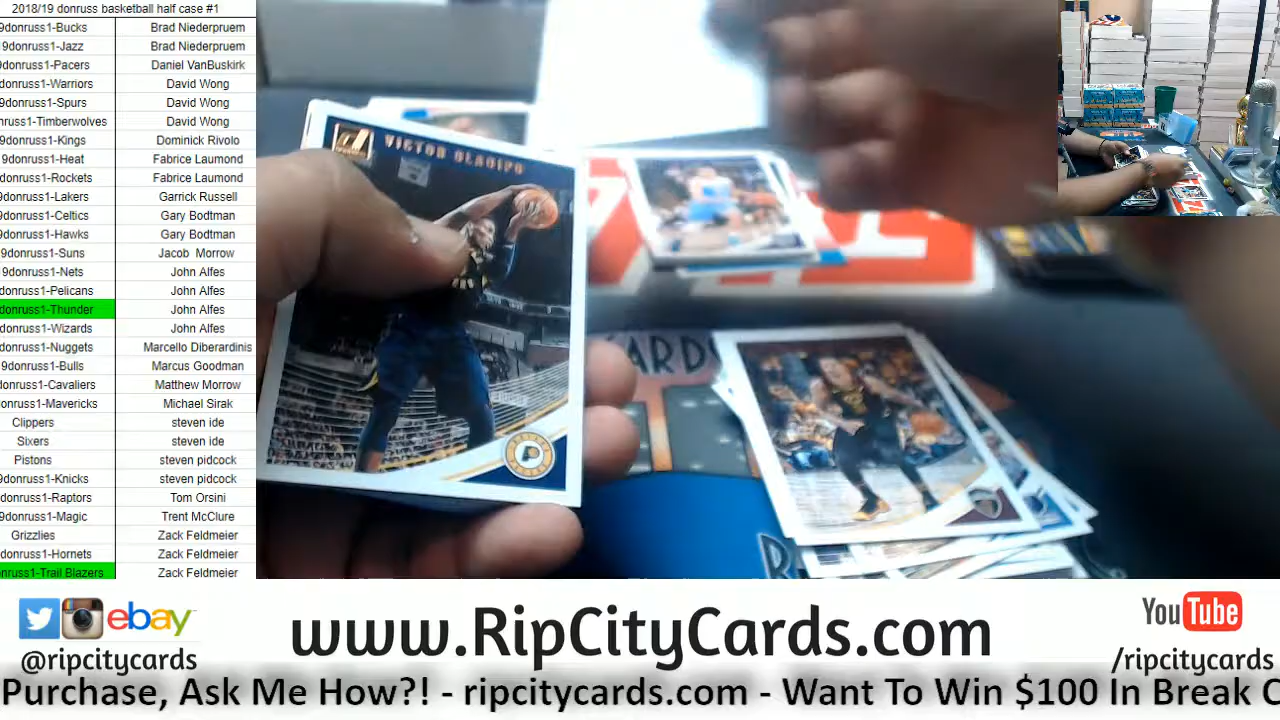 2018/19 donruss basketball half case #1
9donruss1-Bucks Brad Niederpruem
9donruss1-Jazz Brad Niederpruem
9donruss1-Pacers Daniel VanBuskirk
donruss1-Warriors David Wong
9donruss1-Spurs David Wong
donruss1-Timberwolves David Wong
9donruss1-Kings Dominick Rivolo
9donruss1-Heat Fabrice Laumond
donruss1-Rockets Fabrice Laumond
9donruss1-Lakers Garrick Russell
9donruss1-Celtics Gary Bodtman
9donruss1-Hawks Gary Bodtman
9donruss1-Suns Jacob Morrow
9donruss1-Nets John Alfes
donruss1-Pelicans John Alfes
donruss1-Thunder John Alfes
donruss1-Wizards John Alfes
donruss1-Nuggets Marcello Diberardinis
9donruss1-Bulls Marcus Goodman
donruss1-Cavaliers Matthew Morrow
onruss1-Mavericks Michael Sirak
Clippers steven ide
Sixers steven ide
Pistons steven pidcock
9donruss1-Knicks steven pidcock
donruss1-Raptors Tom Orsini
9donruss1-Magic Trent McClure
Grizzlies Zack Feldmeier
donruss1-Hornets Zack Feldmeier
nruss1-Trail Blazers Zack Feldmeier
VICTOR OLADIPO
CARDS
ebay
@ripcitycards
www.RipCityCards.com
YouTube
/ripcitycards
Purchase, Ask Me How?! - ripcitycards.com - Want To Win $100 In Break C